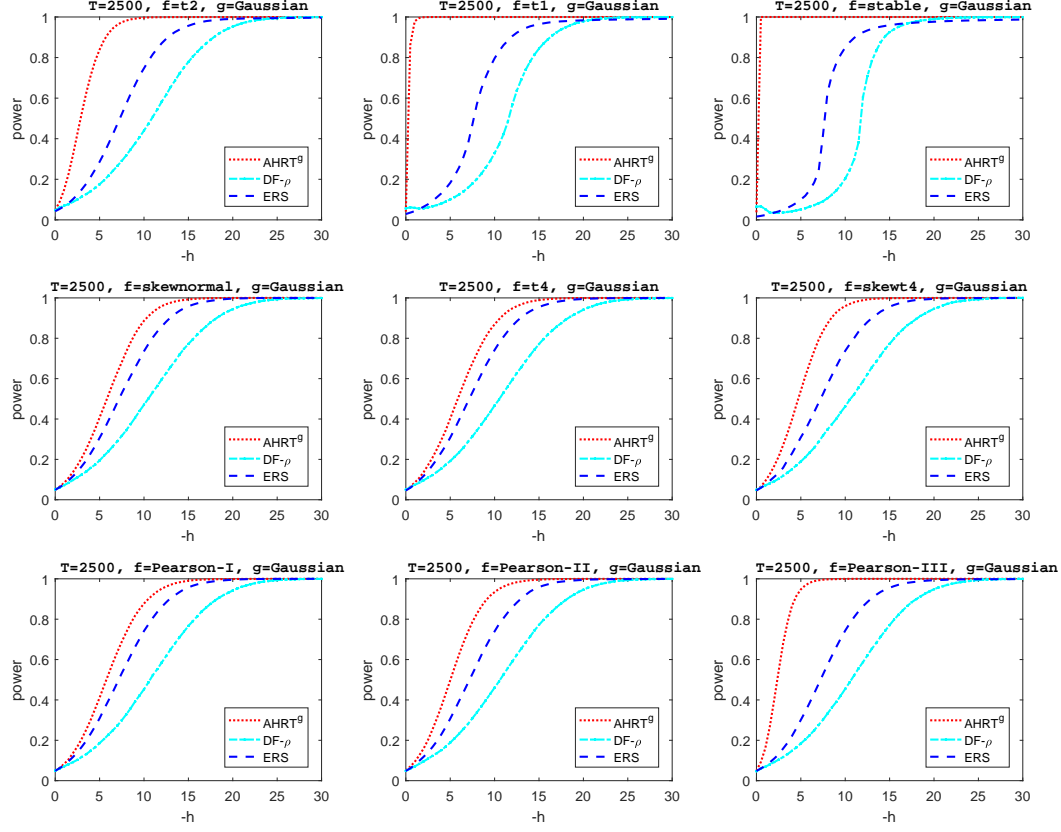 T=2500, f=t2, g=Gaussian
T=2500, f=t1, g=Gaussian
T=2500, f=stable, g=Gaussian
power
1
0.8
0.6
0.4
0.2
0
AHRTᵍ
DF-ρ
ERS
0 5 10 15 20 25 30
-h
power
1
0.8
0.6
0.4
0.2
0
AHRTᵍ
DF-ρ
ERS
0 5 10 15 20 25 30
-h
power
1
0.8
0.6
0.4
0.2
0
AHRTᵍ
DF-ρ
ERS
0 5 10 15 20 25 30
-h
T=2500, f=skewnormal, g=Gaussian
T=2500, f=t4, g=Gaussian
T=2500, f=skewt4, g=Gaussian
power
1
0.8
0.6
0.4
0.2
0
AHRTᵍ
DF-ρ
ERS
0 5 10 15 20 25 30
-h
power
1
0.8
0.6
0.4
0.2
0
AHRTᵍ
DF-ρ
ERS
0 5 10 15 20 25 30
-h
power
1
0.8
0.6
0.4
0.2
0
AHRTᵍ
DF-ρ
ERS
0 5 10 15 20 25 30
-h
T=2500, f=Pearson-I, g=Gaussian
T=2500, f=Pearson-II, g=Gaussian
T=2500, f=Pearson-III, g=Gaussian
power
1
0.8
0.6
0.4
0.2
0
AHRTᵍ
DF-ρ
ERS
0 5 10 15 20 25 30
-h
power
1
0.8
0.6
0.4
0.2
0
AHRTᵍ
DF-ρ
ERS
0 5 10 15 20 25 30
-h
power
1
0.8
0.6
0.4
0.2
0
AHRTᵍ
DF-ρ
ERS
0 5 10 15 20 25 30
-h